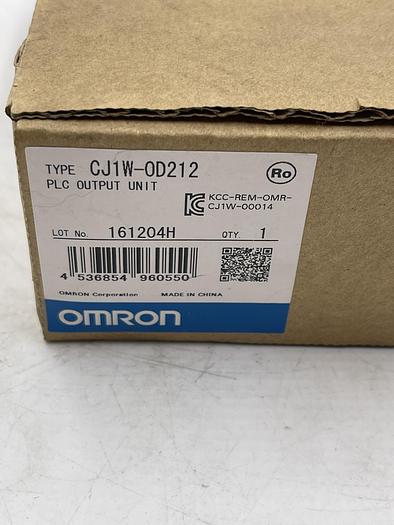 TYPE CJ1W-OD212
PLC OUTPUT UNIT
Ro
KCC-REM-OMR-
CJ1W-00014
LOT No. 161204H QTY. 1
4 536854 960550
OMRON Corporation MADE IN CHINA
OMRON